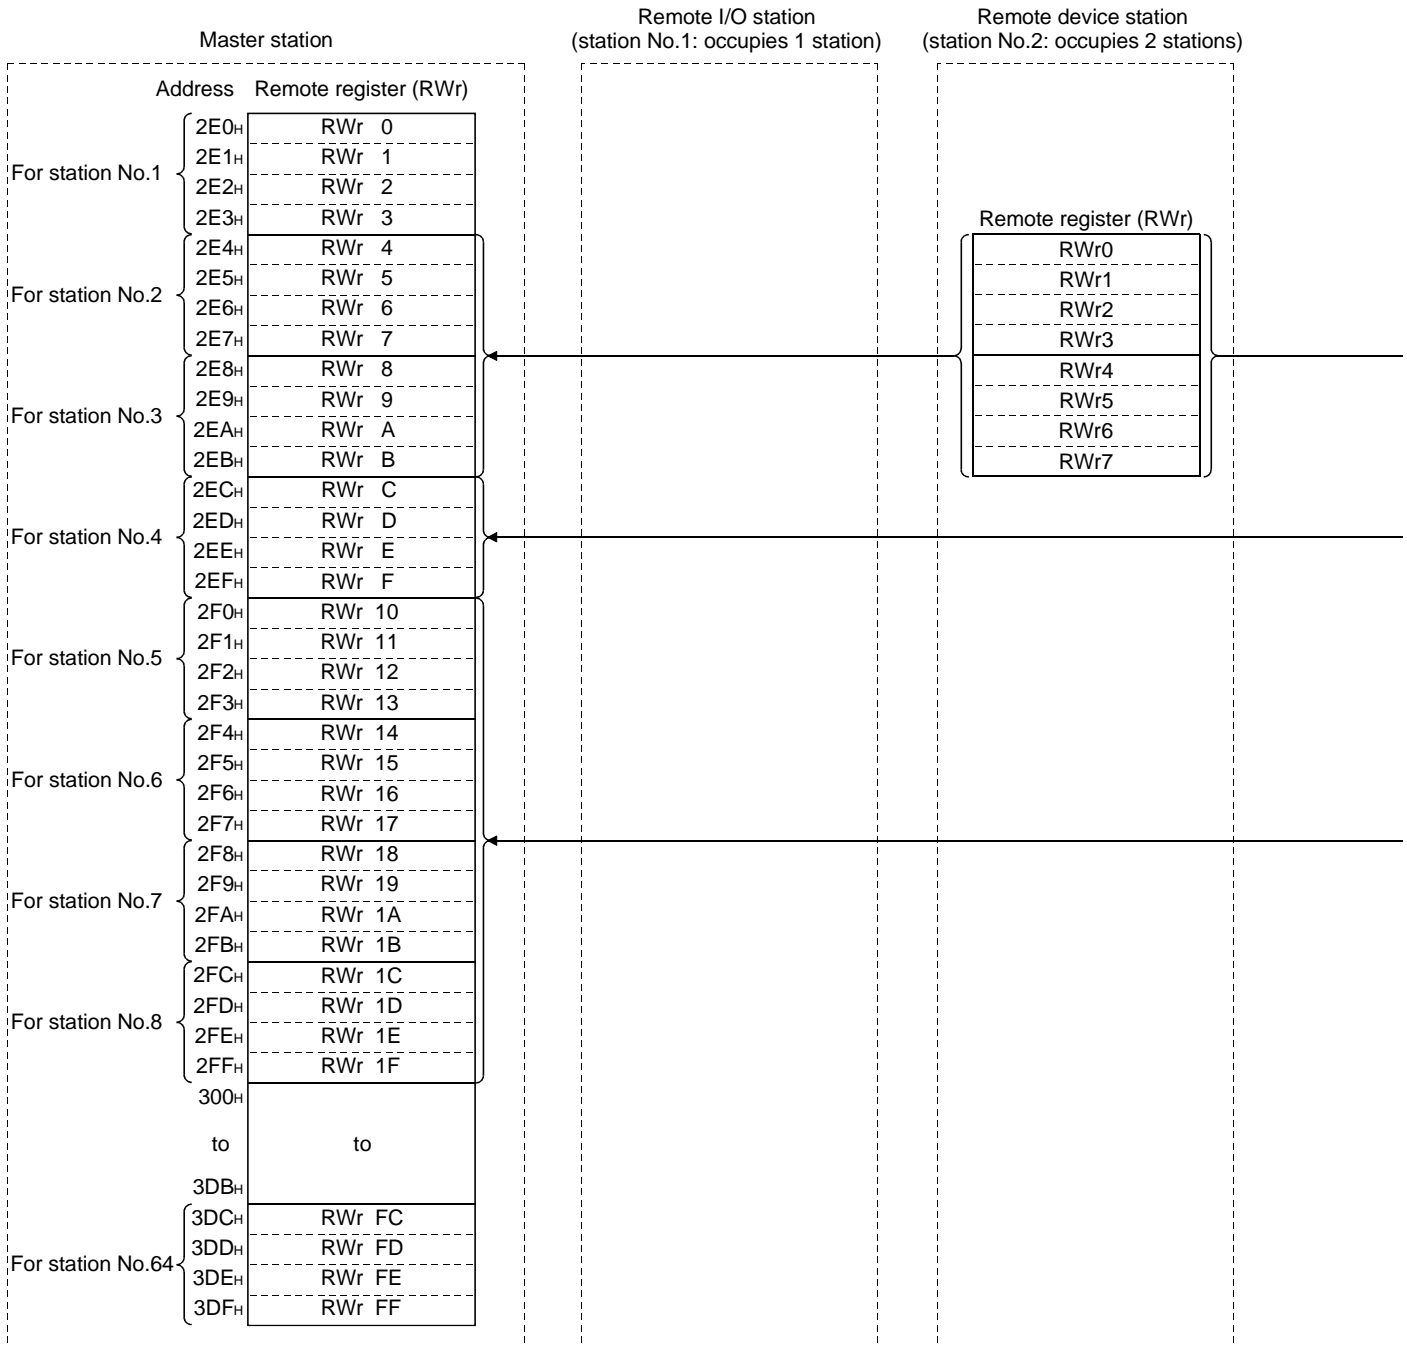 Remote I/O station
(station No.1: occupies 1 station)
Remote device station
(station No.2: occupies 2 stations)
Master station
Address Remote register (RWr)
2E0H RWr 0
2E1H RWr 1
For station No.1
2E2H RWr 2
2E3H RWr 3
2E4H RWr 4
2E5H RWr 5
For station No.2
2E6H RWr 6
2E7H RWr 7
2E8H RWr 8
2E9H RWr 9
For station No.3
2EAH RWr A
2EBH RWr B
2ECH RWr C
2EDH RWr D
For station No.4
2EEH RWr E
2EFH RWr F
2F0H RWr 10
2F1H RWr 11
For station No.5
2F2H RWr 12
2F3H RWr 13
2F4H RWr 14
2F5H RWr 15
For station No.6
2F6H RWr 16
2F7H RWr 17
2F8H RWr 18
2F9H RWr 19
For station No.7
2FAH RWr 1A
2FBH RWr 1B
2FCH RWr 1C
2FDH RWr 1D
For station No.8
2FEH RWr 1E
2FFH RWr 1F
300H
to to
3DBH
3DCH RWr FC
3DDH RWr FD
For station No.64
3DEH RWr FE
3DFH RWr FF
Remote register (RWr)
RWr0
RWr1
RWr2
RWr3
RWr4
RWr5
RWr6
RWr7